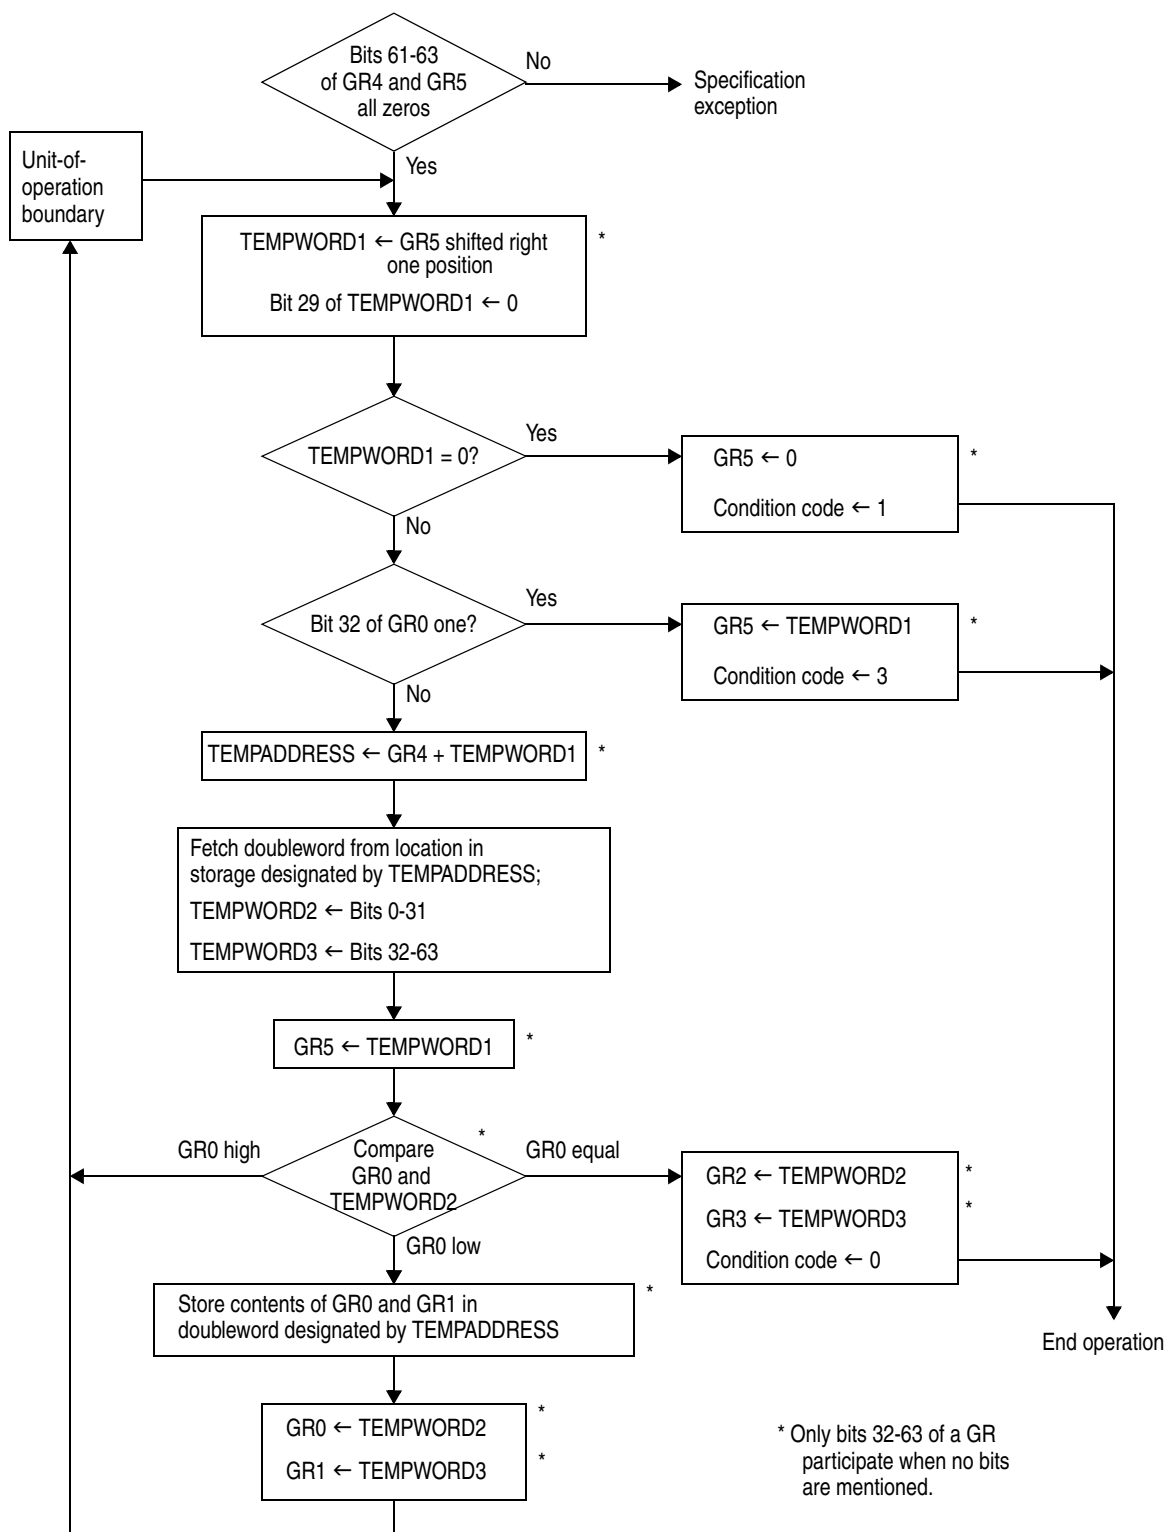 Bits 61-63
of GR4 and GR5
all zeros
No
Specification
exception
Yes
Unit-of-
operation
boundary
TEMPWORD1 ← GR5 shifted right
one position
Bit 29 of TEMPWORD1 ← 0
*
TEMPWORD1 = 0?
Yes
GR5 ← 0
Condition code ← 1
*
No
Bit 32 of GR0 one?
Yes
GR5 ← TEMPWORD1
Condition code ← 3
*
No
TEMPADDRESS ← GR4 + TEMPWORD1
*
Fetch doubleword from location in
storage designated by TEMPADDRESS;
TEMPWORD2 ← Bits 0-31
TEMPWORD3 ← Bits 32-63
GR5 ← TEMPWORD1
*
GR0 high
Compare
GR0 and
TEMPWORD2
*
GR0 equal
GR2 ← TEMPWORD2
*
GR3 ← TEMPWORD3
*
Condition code ← 0
GR0 low
Store contents of GR0 and GR1 in
doubleword designated by TEMPADDRESS
*
End operation
GR0 ← TEMPWORD2
*
GR1 ← TEMPWORD3
*
* Only bits 32-63 of a GR
participate when no bits
are mentioned.